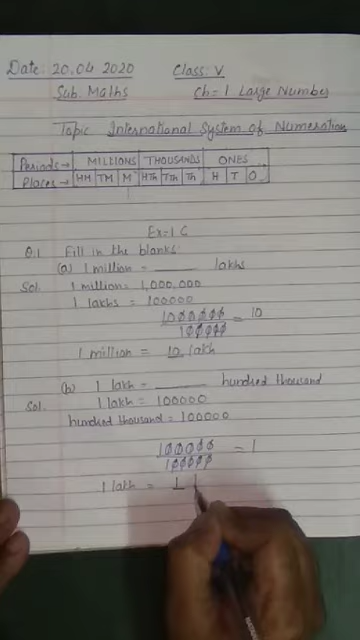 Date: 20.04 2020 Class: V
Sub. Maths Ch=1 Large Number
Topic International System of Numeration
Periods→ MILLIONS THOUSANDS ONES
Places→ HM TM M HTh TTh Th H T O
Ex=1 C
Q.1 Fill in the blanks
(a) 1 million = ______ lakhs
Sol. 1 million = 1,000,000
1 lakhs = 100000
1000000/100000 = 10
1 million = 10 lakh
(b) 1 lakh = ______ hundred thousand
Sol. 1 lakh = 100000
hundred thousand = 100000
100000/100000 = 1
1 lakh = 1